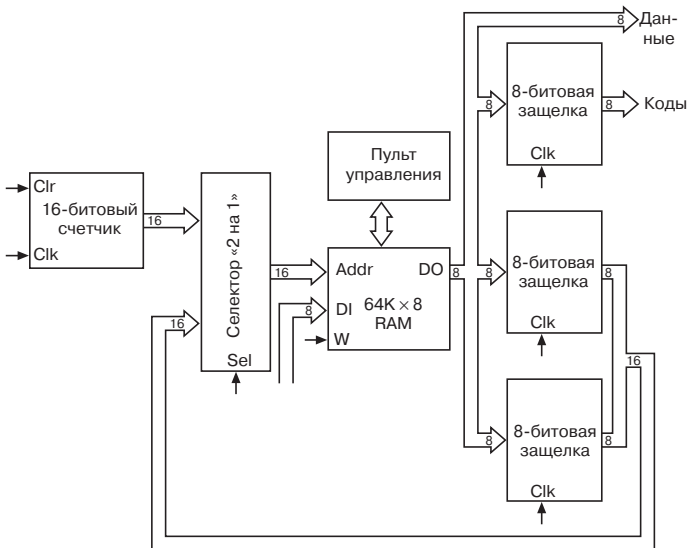 8
Дан-
ные
8-битовая
защелка
8
8
Коды
Clk
Пульт
управления
Clr
16-битовый
счетчик
Clk
16
Селектор «2 на 1»
Sel
16
16
Addr
DO
DI
64K × 8
RAM
W
8
8
8
8-битовая
защелка
8
Clk
16
8
8-битовая
защелка
8
Clk